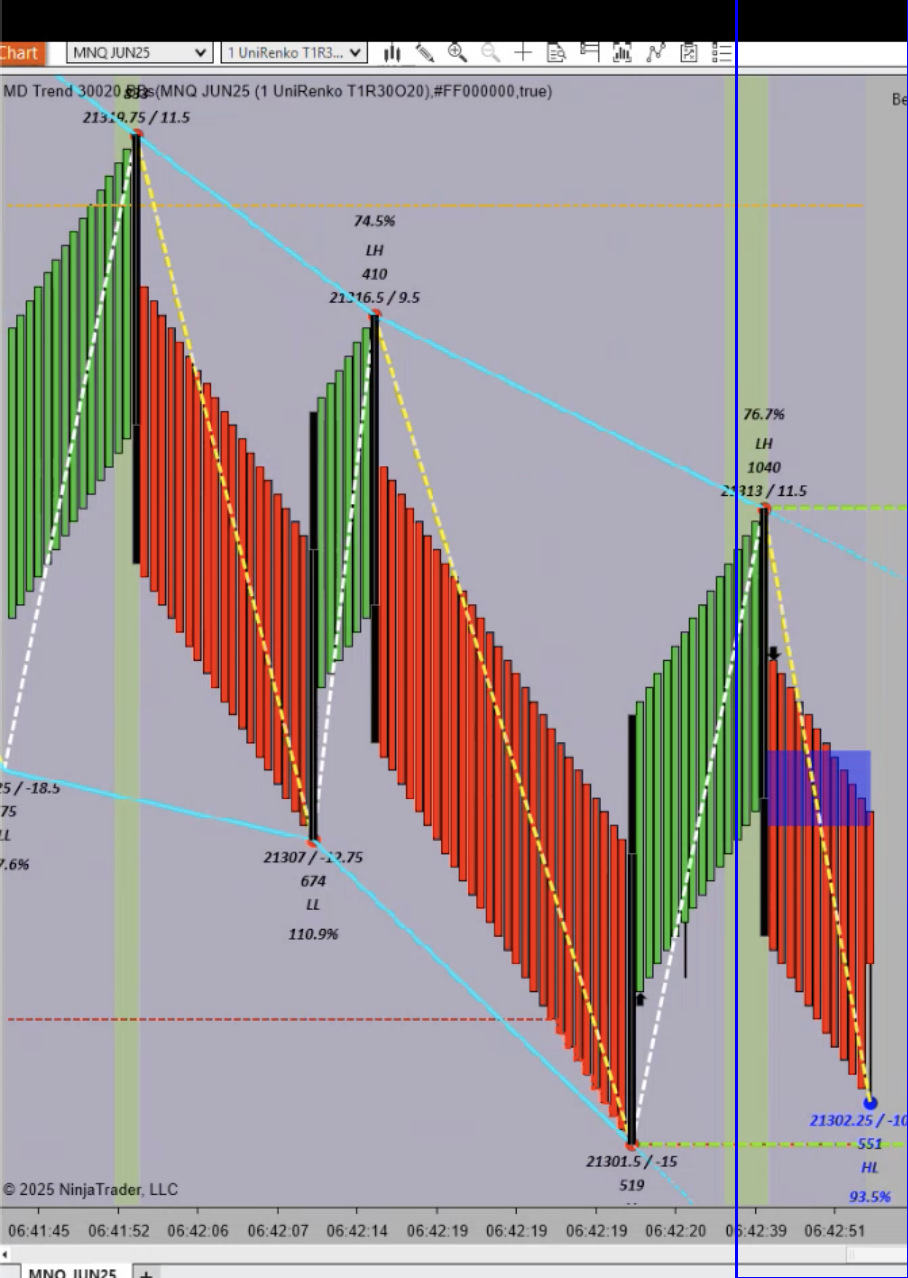 Chart
MNQ JUN25
1 UniRenko T1R3...
MD Trend 30020 BBs(MNQ JUN25 (1 UniRenko T1R30O20),#FF000000,true)
Be
21319.75 / 11.5
74.5%
LH
410
21316.5 / 9.5
76.7%
LH
1040
21313 / 11.5
25 / -18.5
75
LL
7.6%
21307 / -12.75
674
LL
110.9%
21301.5 / -15
519
21302.25 / -10
551
HL
93.5%
© 2025 NinjaTrader, LLC
06:41:45 06:41:52 06:42:06 06:42:07 06:42:14 06:42:19 06:42:19 06:42:19 06:42:20 06:42:39 06:42:51
MNQ JUN25 +